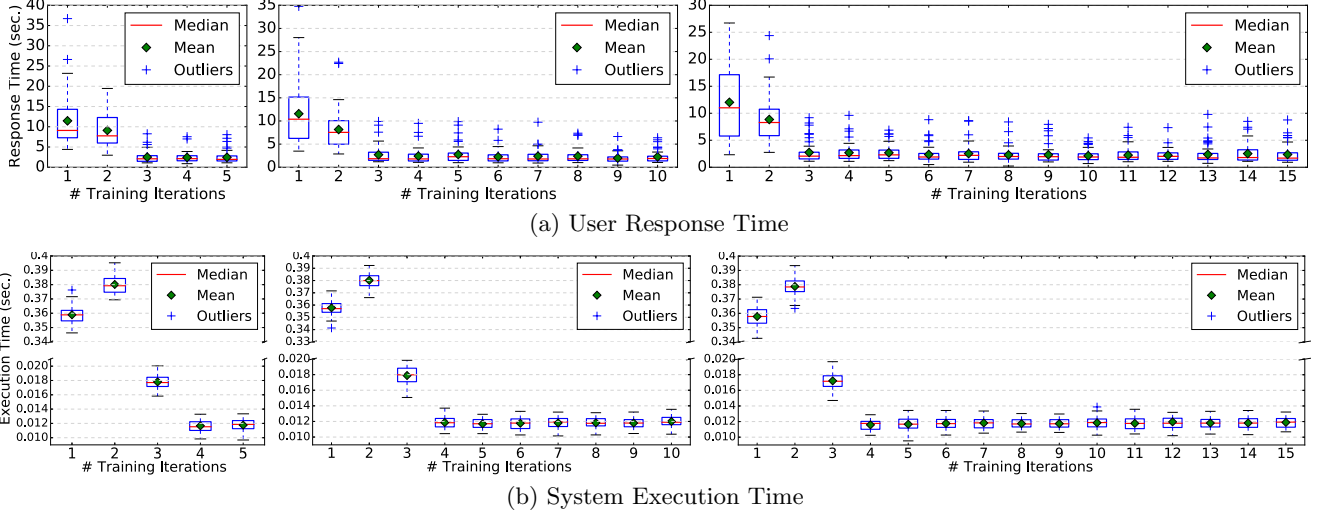 40
35
30
25
20
15
10
5
0
Response Time (sec.)
Median
Mean
Outliers
1 2 3 4 5
# Training Iterations
35
30
25
20
15
10
5
0
Median
Mean
Outliers
1 2 3 4 5 6 7 8 9 10
# Training Iterations
30
25
20
15
10
5
0
Median
Mean
Outliers
1 2 3 4 5 6 7 8 9 10 11 12 13 14 15
# Training Iterations
(a) User Response Time
0.4
0.39
0.38
0.37
0.36
0.35
0.34
0.020
0.018
0.016
0.014
0.012
0.010
Execution Time (sec.)
Median
Mean
Outliers
1 2 3 4 5
# Training Iterations
0.4
0.39
0.38
0.37
0.36
0.35
0.34
0.33
0.020
0.018
0.016
0.014
0.012
0.010
Median
Mean
Outliers
1 2 3 4 5 6 7 8 9 10
# Training Iterations
0.4
0.39
0.38
0.37
0.36
0.35
0.34
0.020
0.018
0.016
0.014
0.012
0.010
Median
Mean
Outliers
1 2 3 4 5 6 7 8 9 10 11 12 13 14 15
# Training Iterations
(b) System Execution Time